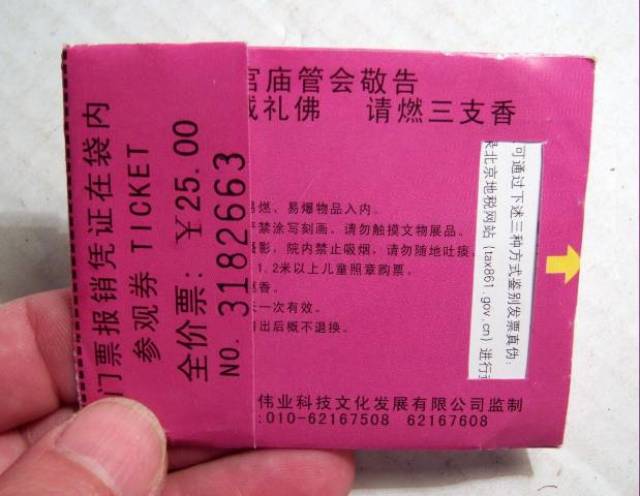 门票报销凭证在袋内
参观券 TICKET
全价票: ￥25.00
NO. 3182663
宫庙管会敬告
诚礼佛 请燃三支香
易燃、易爆物品入内。
严禁涂写刻画，请勿触摸文物展品。
摄影，院内禁止吸烟，请勿随地吐痰。
1.2米以上儿童照章购票。
香。
一次有效。
出后概不退换。
伟业科技文化发展有限公司监制
:010-62167508 62167608
可通过下述三种方式鉴别发票真伪:
录北京地税网站 (tax861.gov.cn) 进行